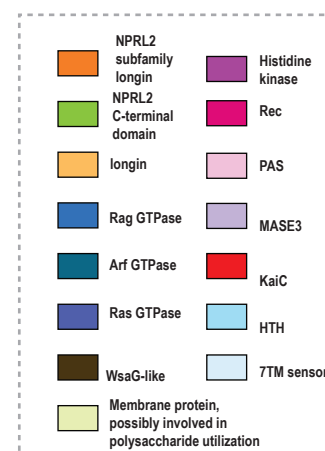 NPRL2
subfamily
longin
NPRL2
C-terminal
domain
longin
Rag GTPase
Arf GTPase
Ras GTPase
WsaG-like
Membrane protein,
possibly involved in
polysaccharide utilization
Histidine
kinase
Rec
PAS
MASE3
KaiC
HTH
7TM sensor